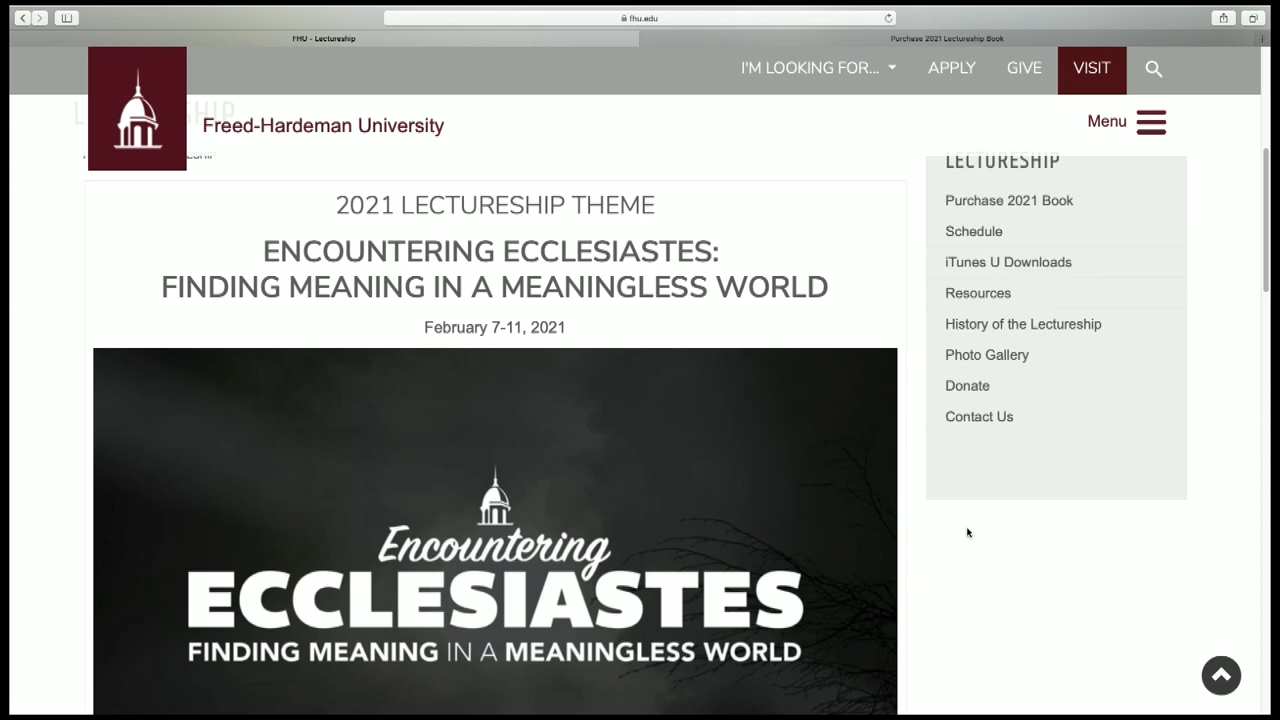 fhu.edu
FHU - Lectureship
Purchase 2021 Lectureship Book
I'M LOOKING FOR...
APPLY
GIVE
VISIT
Freed-Hardeman University
Menu
2021 LECTURESHIP THEME
ENCOUNTERING ECCLESIASTES:
FINDING MEANING IN A MEANINGLESS WORLD
February 7-11, 2021
Encountering
ECCLESIASTES
FINDING MEANING IN A MEANINGLESS WORLD
LECTURESHIP
Purchase 2021 Book
Schedule
iTunes U Downloads
Resources
History of the Lectureship
Photo Gallery
Donate
Contact Us